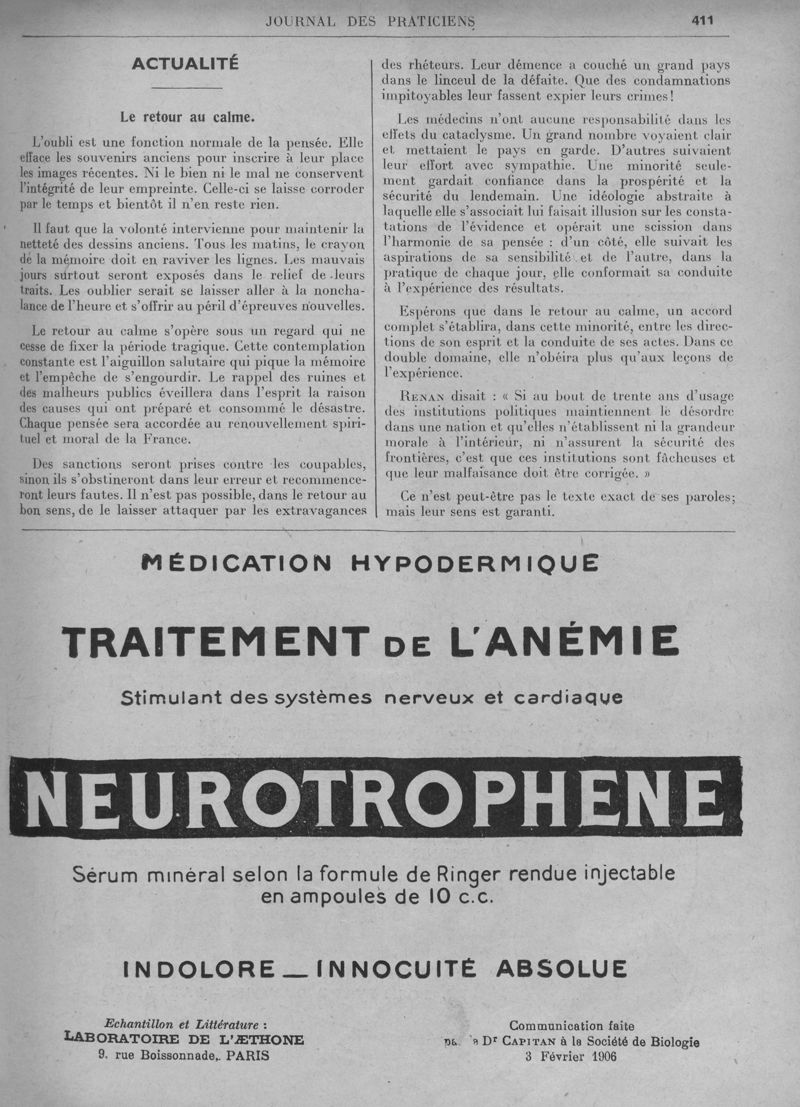 JOURNAL DES PRATICIENS
411
ACTUALITÉ
Le retour au calme.
L'oubli est une fonction normale de la pensée. Elle
efface les souvenirs anciens pour inscrire à leur place
les images récentes. Ni le bien ni le mal ne conservent
l'intégrité de leur empreinte. Celle-ci se laisse corroder
par le temps et bientôt il n'en reste rien.
Il faut que la volonté intervienne pour maintenir la
netteté des dessins anciens. Tous les matins, le crayon
de la mémoire doit en raviver les lignes. Les mauvais
jours surtout seront exposés dans le relief de leurs
traits. Les oublier serait se laisser aller à la noncha-
lance de l'heure et s'offrir au péril d'épreuves nouvelles.
Le retour au calme s'opère sous un regard qui ne
cesse de fixer la période tragique. Cette contemplation
constante est l'aiguillon salutaire qui pique la mémoire
et l'empêche de s'engourdir. Le rappel des ruines et
des malheurs publics éveillera dans l'esprit la raison
des causes qui ont préparé et consommé le désastre.
Chaque pensée sera accordée au renouvellement spiri-
tuel et moral de la France.
Des sanctions seront prises contre les coupables,
sinon ils s'obstineront dans leur erreur et recommence-
ront leurs fautes. Il n'est pas possible, dans le retour au
bon sens, de le laisser attaquer par les extravagances
des rhéteurs. Leur démence a couché un grand pays
dans le linceul de la défaite. Que des condamnations
impitoyables leur fassent expier leurs crimes!
Les médecins n'ont aucune responsabilité dans les
effets du cataclysme. Un grand nombre voyaient clair
et mettaient le pays en garde. D'autres suivaient
leur effort avec sympathie. Une minorité seule-
ment gardait confiance dans la prospérité et la
sécurité du lendemain. Une idéologie abstraite à
laquelle elle s'associait lui faisait illusion sur les consta-
tations de l'évidence et opérait une scission dans
l'harmonie de sa pensée : d'un côté, elle suivait les
aspirations de sa sensibilité et de l'autre, dans la
pratique de chaque jour, elle conformait sa conduite
à l'expérience des résultats.
Espérons que dans le retour au calme, un accord
complet s'établira, dans cette minorité, entre les direc-
tions de son esprit et la conduite de ses actes. Dans ce
double domaine, elle n'obéira plus qu'aux leçons de
l'expérience.
RENAN disait : « Si au bout de trente ans d'usage
des institutions politiques maintiennent le désordre
dans une nation et qu'elles n'établissent ni la grandeur
morale à l'intérieur, ni n'assurent la sécurité des
frontières, c'est que ces institutions sont fâcheuses et
que leur malfaisance doit être corrigée. »
Ce n'est peut-être pas le texte exact de ses paroles;
mais leur sens est garanti.
MÉDICATION HYPODERMIQUE
TRAITEMENT DE L'ANÉMIE
Stimulant des systèmes nerveux et cardiaque
NEUROTROPHENE
Sérum minéral selon la formule de Ringer rendue injectable
en ampoules de 10 c.c.
INDOLORE — INNOCUITÉ ABSOLUE
Echantillon et Littérature :
LABORATOIRE DE L'ÆTHONE
9, rue Boissonnade, PARIS
Communication faite
Dr CAPITAN à la Société de Biologie
3 Février 1906